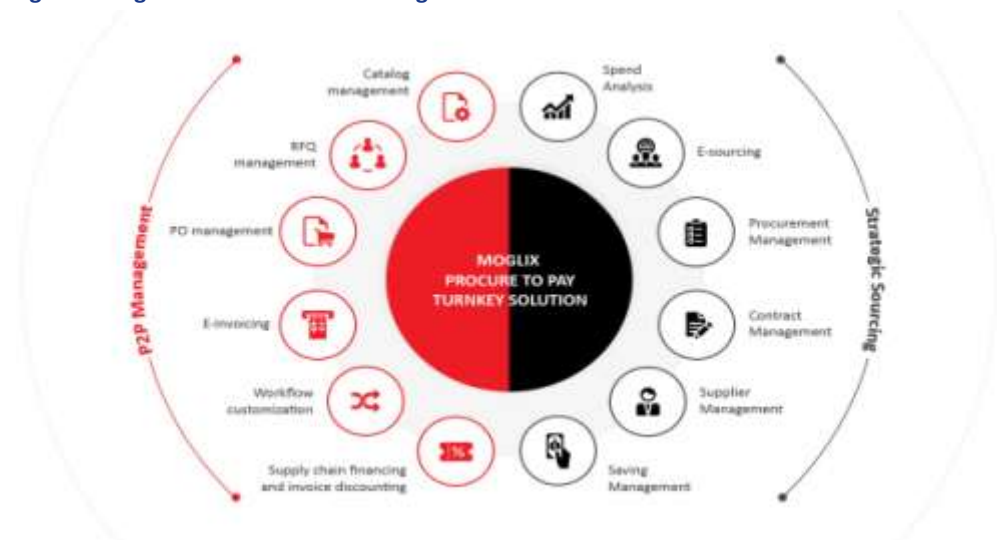 Catalog
management
Spend
Analysis
RFQ
management
E-sourcing
PO management
Procurement
Management
P2P Management
MOGLIX
PROCURE TO PAY
TURNKEY SOLUTION
Strategic Sourcing
E-Invoicing
Contract
Management
Workflow
customization
Supplier
Management
Supply chain financing
and invoice discounting
Saving
Management